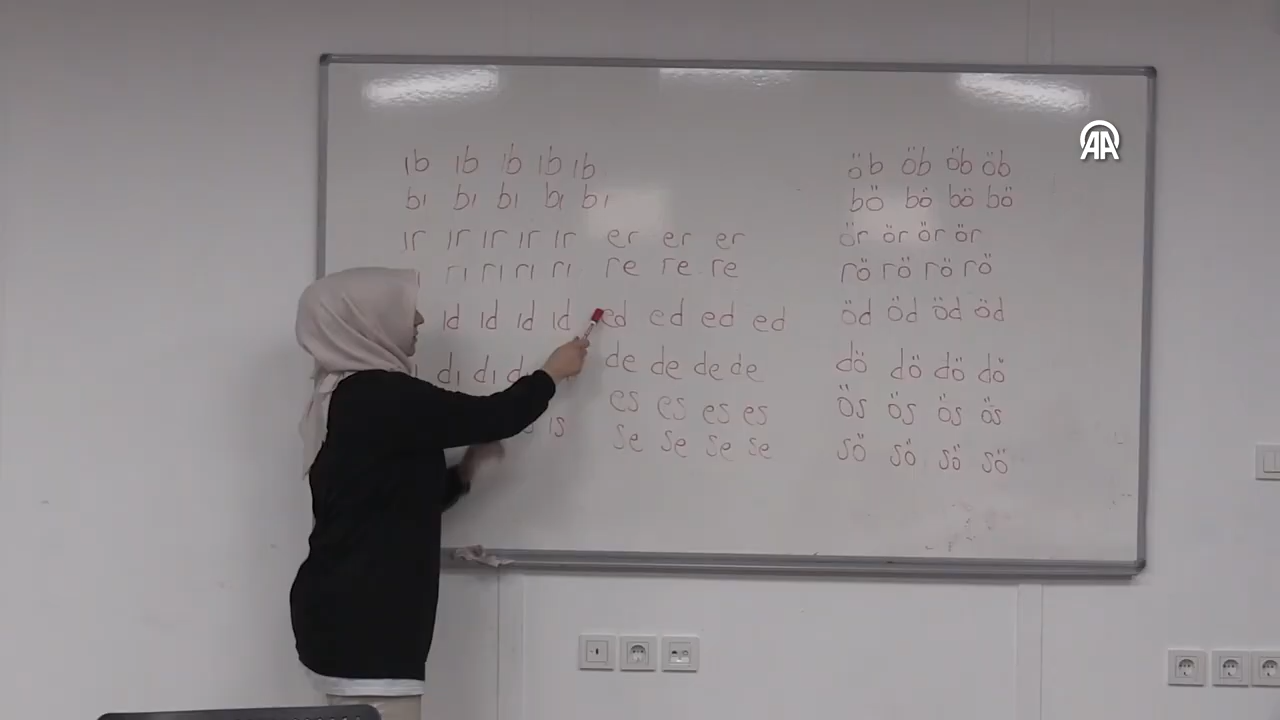 ıb ıb ıb ıb ıb
bı bı bı bı bı
ır ır ır ır ır er er er
rı rı rı re re re
ıd ıd ıd ıd ed ed ed ed
dı dı de de de de
ıs es es es es
se se se se
öb öb öb öb
bö bö bö bö
ör ör ör ör
rö rö rö rö
öd öd öd öd
dö dö dö dö
ös ös ös ös
sö sö sö sö
AA